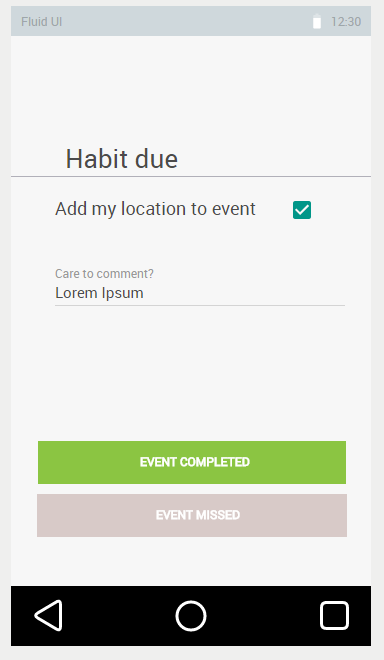 Fluid UI 12:30
Habit due
Add my location to event
Care to comment?
Lorem Ipsum
EVENT COMPLETED
EVENT MISSED